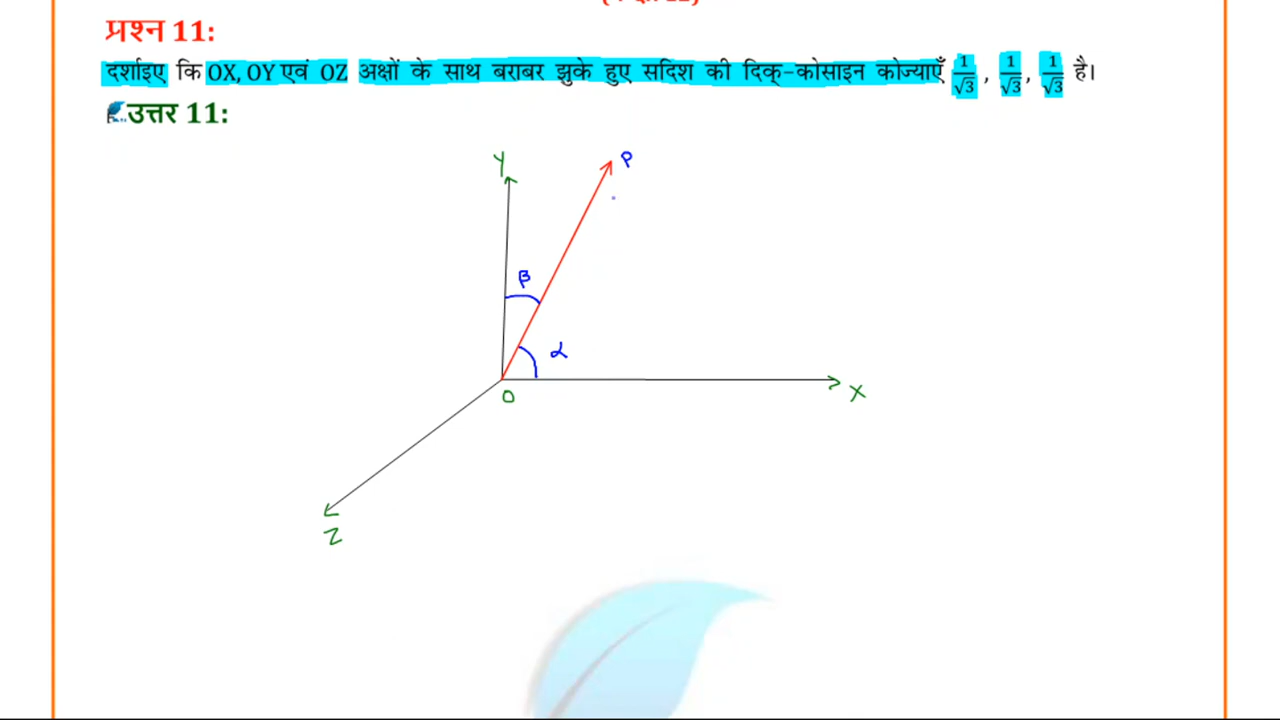 प्रश्न 11:
दर्शाइए कि OX, OY एवं OZ अक्षों के साथ बराबर झुके हुए सदिश की दिक्-कोसाइन कोज्याएँ 1/√3 , 1/√3, 1/√3 है।
उत्तर 11:
Y
P
β
α
O
X
Z